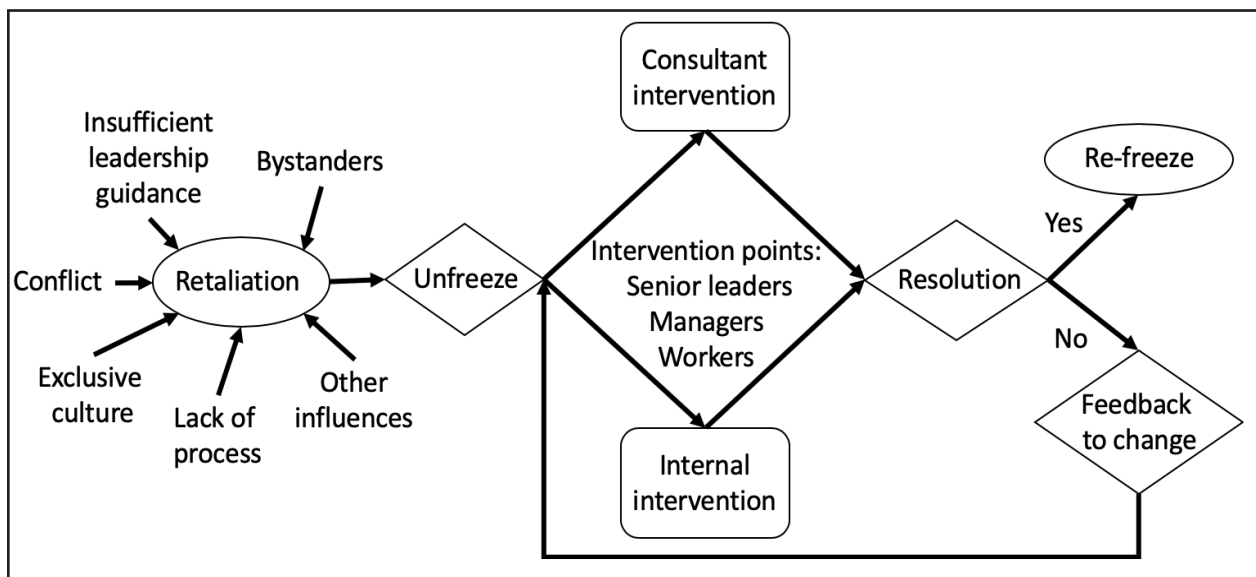 Consultant
intervention
Insufficient
leadership
guidance
Bystanders
Re-freeze
Yes
Conflict
Retaliation
Unfreeze
Intervention points:
Senior leaders
Managers
Workers
Resolution
No
Exclusive
culture
Lack of
process
Other
influences
Feedback
to change
Internal
intervention